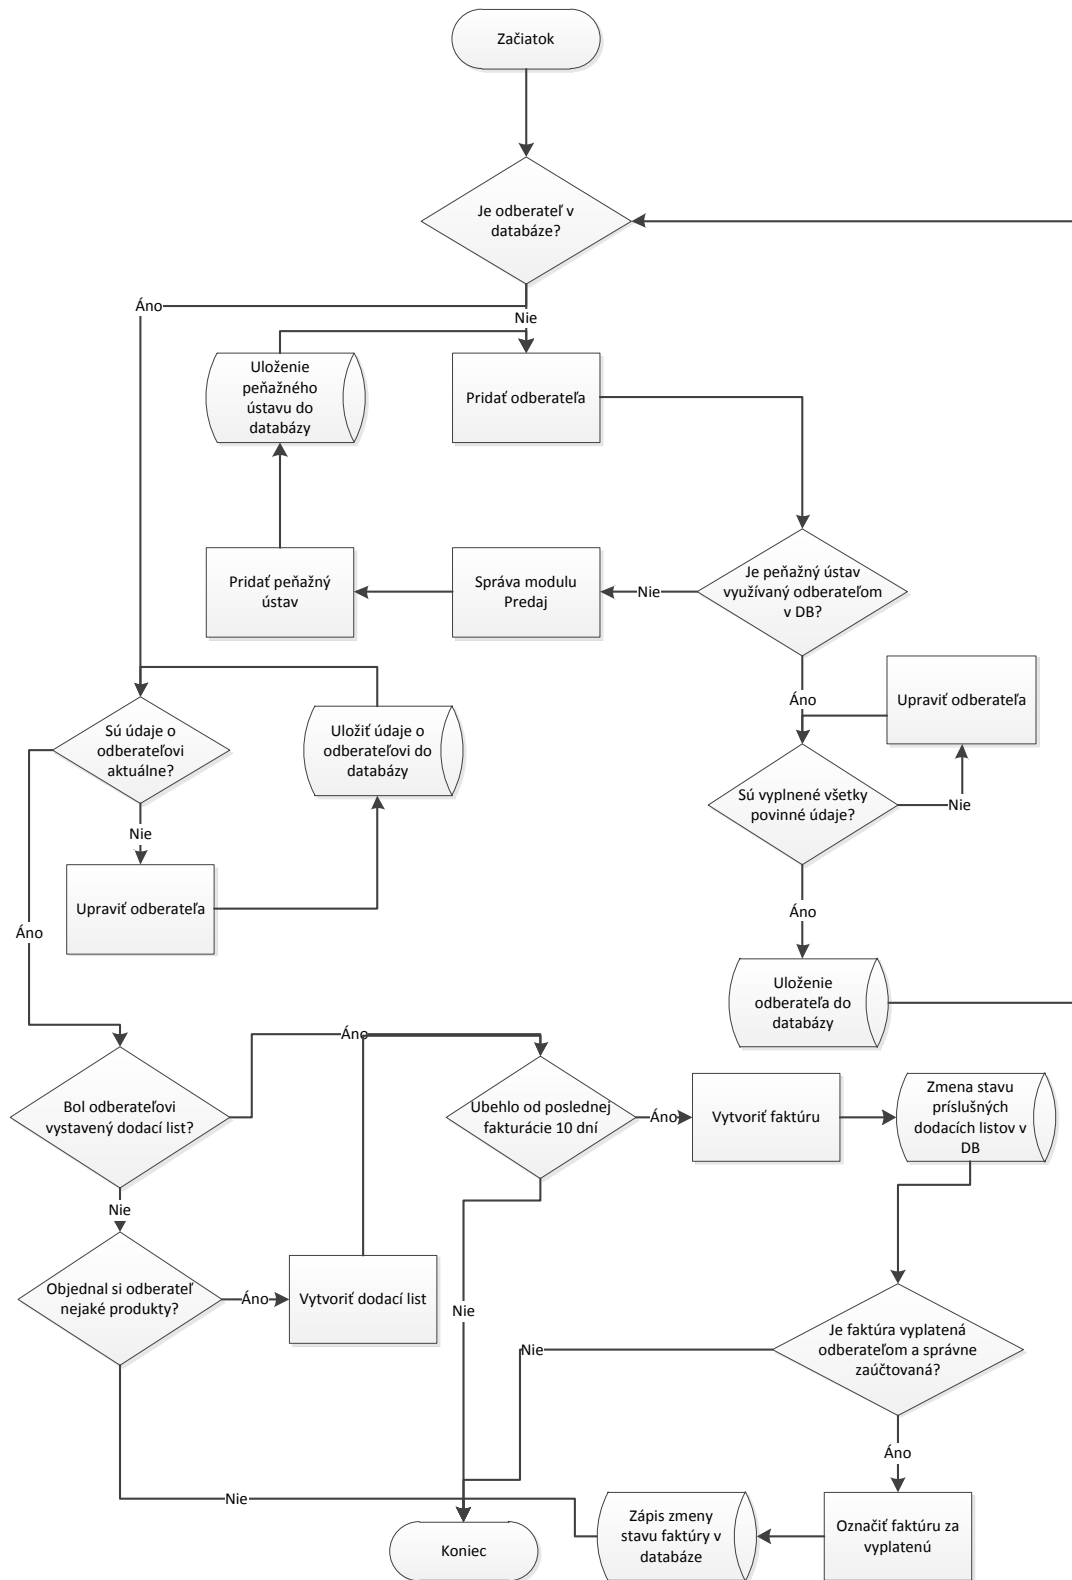 Začiatok
Je odberateľ v
databáze?
Áno
Nie
Uloženie
peňažného
ústavu do
databázy
Pridať odberateľa
Pridať peňažný
ústav
Správa modulu
Predaj
Nie
Je peňažný ústav
využívaný odberateľom
v DB?
Áno
Upraviť odberateľa
Sú údaje o
odberateľovi
aktuálne?
Uložiť údaje o
odberateľovi do
databázy
Sú vyplnené všetky
povinné údaje?
Nie
Nie
Upraviť odberateľa
Áno
Áno
Uloženie
odberateľa do
databázy
Áno
Bol odberateľovi
vystavený dodací list?
Ubehlo od poslednej
fakturácie 10 dní
Áno
Vytvoriť faktúru
Zmena stavu
príslušných
dodacích listov v
DB
Nie
Objednal si odberateľ
nejaké produkty?
Áno
Vytvoriť dodací list
Nie
Nie
Je faktúra vyplatená
odberateľom a správne
zaúčtovaná?
Áno
Nie
Koniec
Zápis zmeny
stavu faktúry v
databáze
Označiť faktúru za
vyplatenú